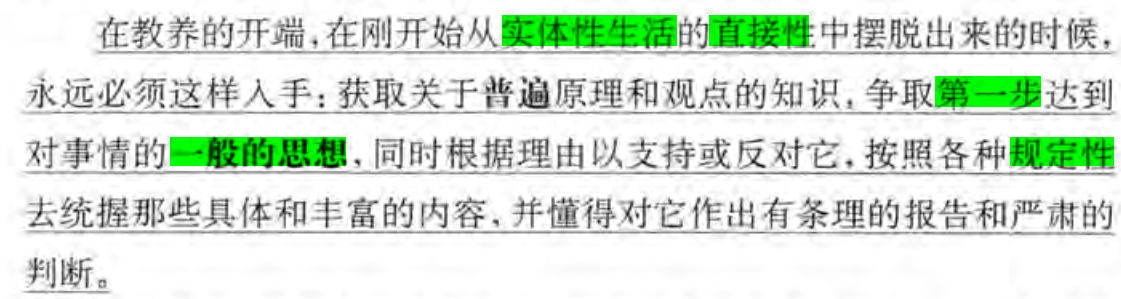 在教养的开端,在刚开始从实体性生活的直接性中摆脱出来的时候,
永远必须这样入手:获取关于普遍原理和观点的知识,争取第一步达到
对事情的一般的思想,同时根据理由以支持或反对它,按照各种规定性
去统握那些具体和丰富的内容,并懂得对它作出有条理的报告和严肃的
判断。